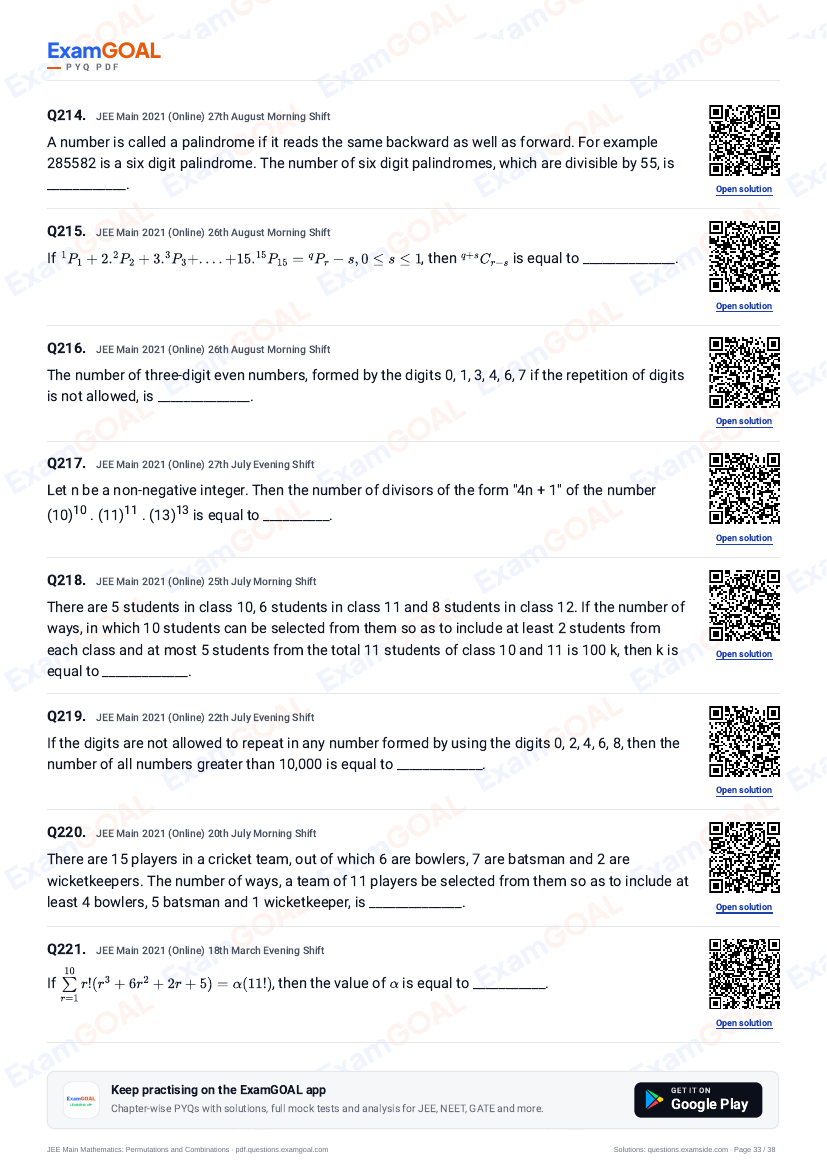 ExamGOAL
PYQ PDF
Q214. JEE Main 2021 (Online) 27th August Morning Shift
A number is called a palindrome if it reads the same backward as well as forward. For example
285582 is a six digit palindrome. The number of six digit palindromes, which are divisible by 55, is
____________.
Open solution
Q215. JEE Main 2021 (Online) 26th August Morning Shift
If ¹P₁ + 2.²P₂ + 3.³P₃+....+15.¹⁵P₁₅ = ᵠPᵣ − s, 0 ≤ s ≤ 1, then ᵠ⁺ˢCᵣ₋ₛ is equal to ______________.
Open solution
Q216. JEE Main 2021 (Online) 26th August Morning Shift
The number of three-digit even numbers, formed by the digits 0, 1, 3, 4, 6, 7 if the repetition of digits
is not allowed, is ______________.
Open solution
Q217. JEE Main 2021 (Online) 27th July Evening Shift
Let n be a non-negative integer. Then the number of divisors of the form "4n + 1" of the number
(10)¹⁰ . (11)¹¹ . (13)¹³ is equal to __________.
Open solution
Q218. JEE Main 2021 (Online) 25th July Morning Shift
There are 5 students in class 10, 6 students in class 11 and 8 students in class 12. If the number of
ways, in which 10 students can be selected from them so as to include at least 2 students from
each class and at most 5 students from the total 11 students of class 10 and 11 is 100 k, then k is
equal to _____________.
Open solution
Q219. JEE Main 2021 (Online) 22th July Evening Shift
If the digits are not allowed to repeat in any number formed by using the digits 0, 2, 4, 6, 8, then the
number of all numbers greater than 10,000 is equal to _____________.
Open solution
Q220. JEE Main 2021 (Online) 20th July Morning Shift
There are 15 players in a cricket team, out of which 6 are bowlers, 7 are batsman and 2 are
wicketkeepers. The number of ways, a team of 11 players be selected from them so as to include at
least 4 bowlers, 5 batsman and 1 wicketkeeper, is ______________.
Open solution
Q221. JEE Main 2021 (Online) 18th March Evening Shift
If ∑_{r=1}^{10} r!(r³ + 6r² + 2r + 5) = α(11!), then the value of α is equal to ___________.
Open solution
Keep practising on the ExamGOAL app
Chapter-wise PYQs with solutions, full mock tests and analysis for JEE, NEET, GATE and more.
GET IT ON
Google Play
JEE Main Mathematics: Permutations and Combinations · pdf.questions.examgoal.com
Solutions: questions.examside.com · Page 33 / 38